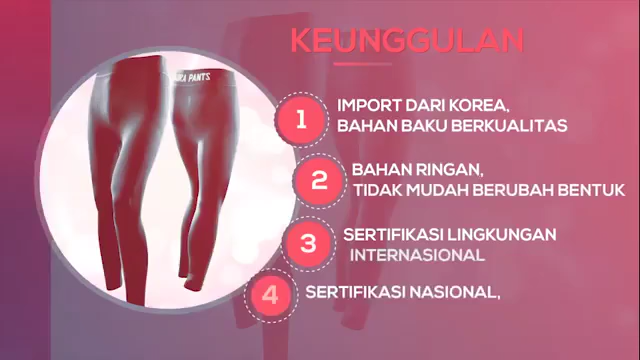 KEUNGGULAN
PANTS
1
IMPORT DARI KOREA,
BAHAN BAKU BERKUALITAS
2
BAHAN RINGAN,
TIDAK MUDAH BERUBAH BENTUK
3
SERTIFIKASI LINGKUNGAN
INTERNASIONAL
4
SERTIFIKASI NASIONAL,